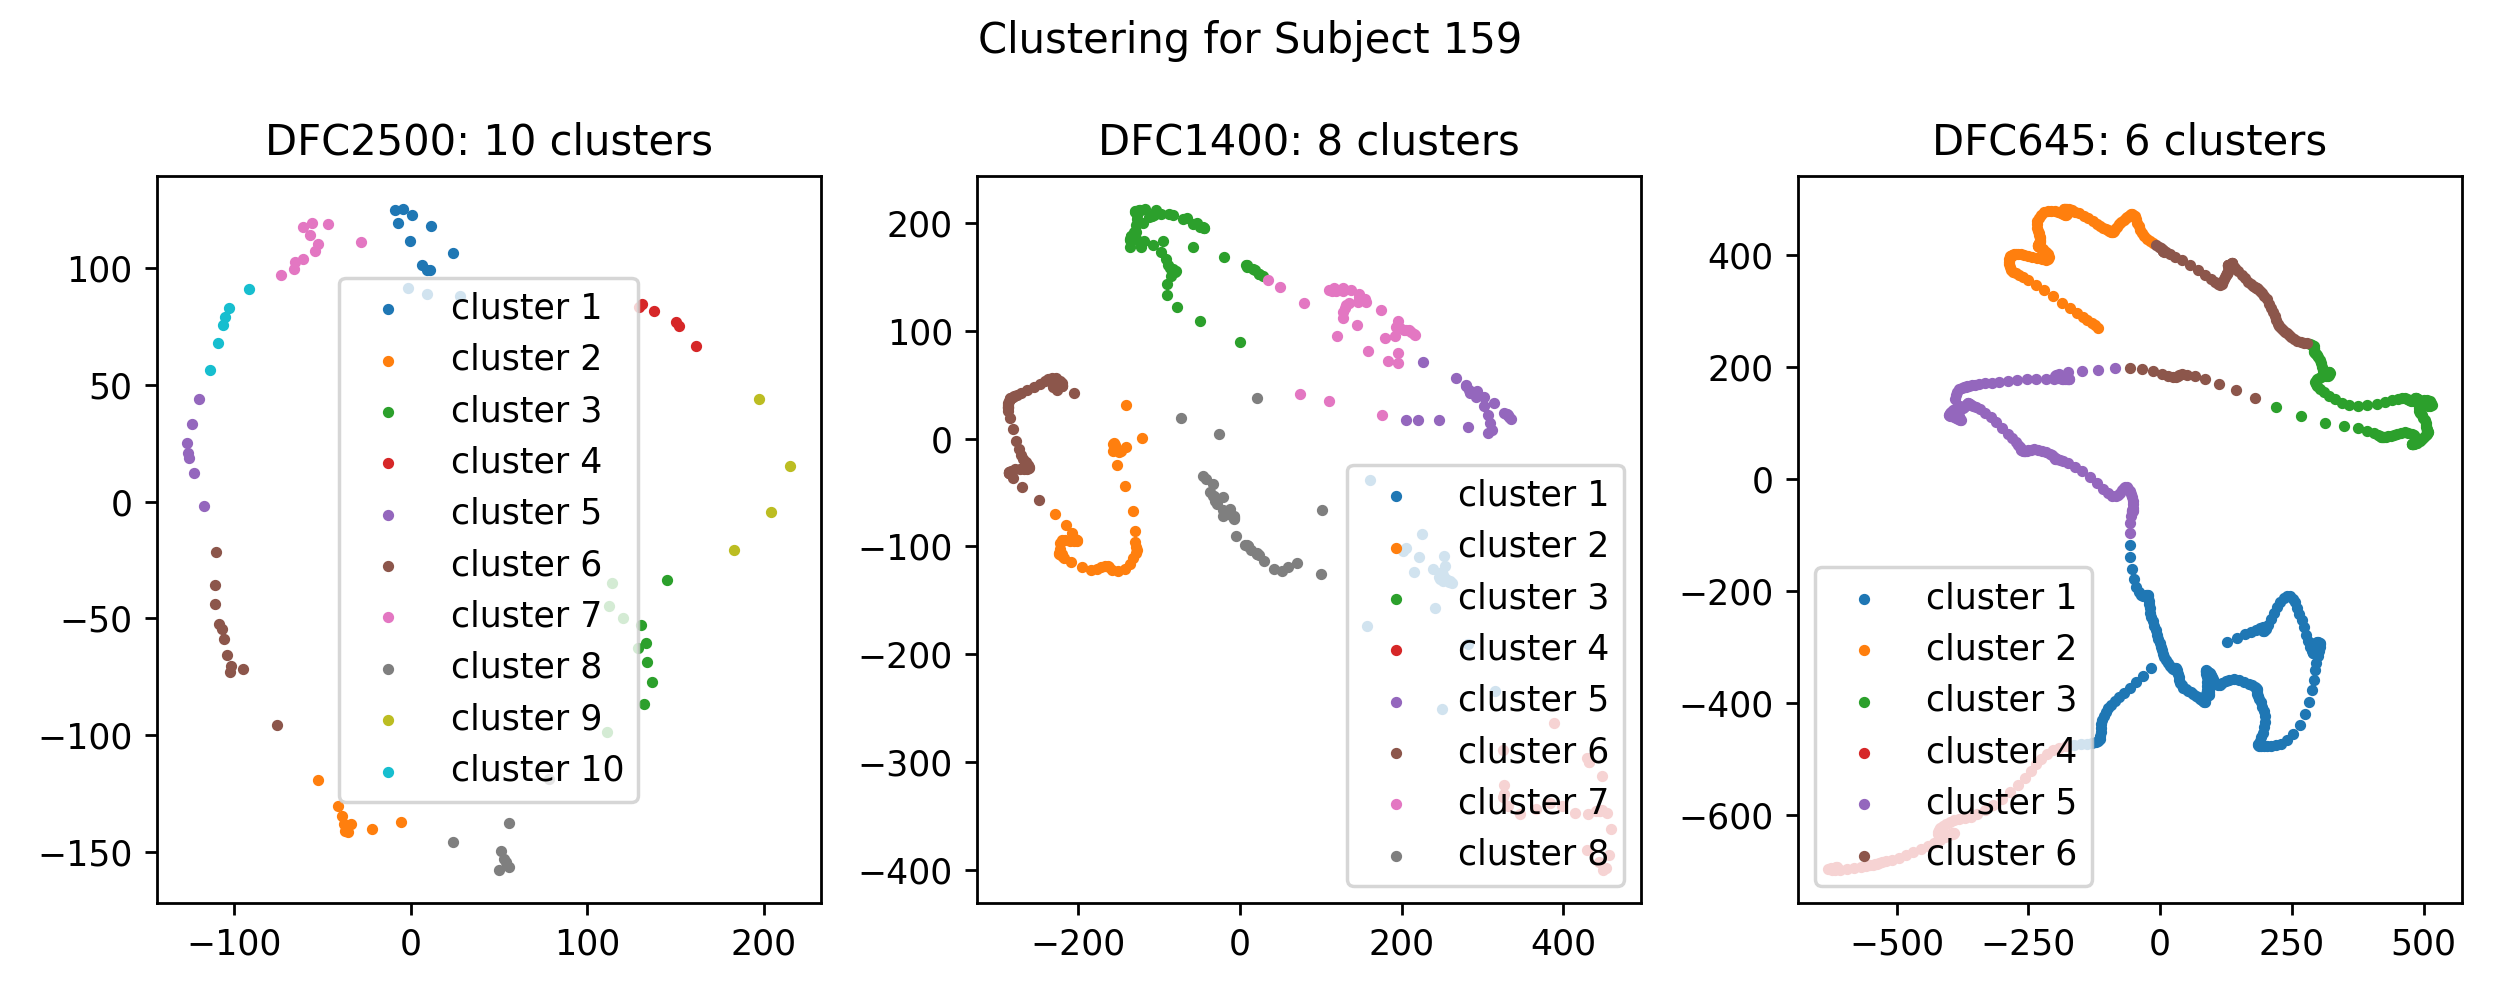 Clustering for Subject 159
DFC2500: 10 clusters
100
50
0
−50
−100
−150
−100
0
100
200
cluster 1
cluster 2
cluster 3
cluster 4
cluster 5
cluster 6
cluster 7
cluster 8
cluster 9
cluster 10
DFC1400: 8 clusters
200
100
0
−100
−200
−300
−400
−200
0
200
400
cluster 1
cluster 2
cluster 3
cluster 4
cluster 5
cluster 6
cluster 7
cluster 8
DFC645: 6 clusters
400
200
0
−200
−400
−600
−500
−250
0
250
500
cluster 1
cluster 2
cluster 3
cluster 4
cluster 5
cluster 6